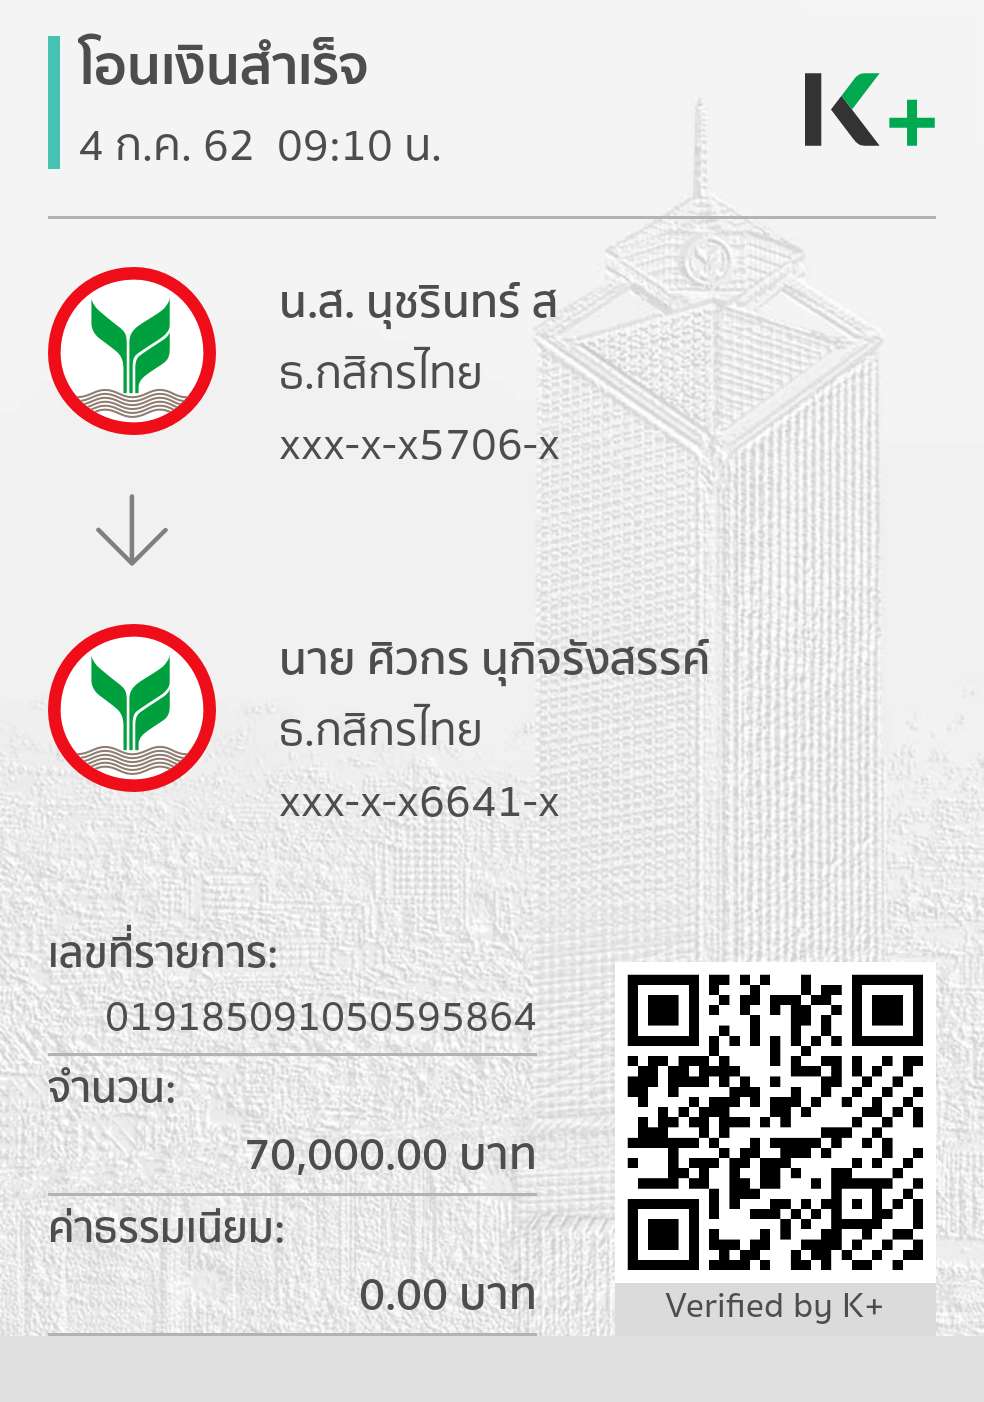 โอนเงินสำเร็จ
4 ก.ค. 62 09:10 น.
K+
น.ส. นุชรินทร์ ส
ธ.กสิกรไทย
xxx-x-x5706-x
นาย ศิวกร นุกิจรังสรรค์
ธ.กสิกรไทย
xxx-x-x6641-x
เลขที่รายการ:
019185091050595864
จำนวน:
70,000.00 บาท
ค่าธรรมเนียม:
0.00 บาท
Verified by K+